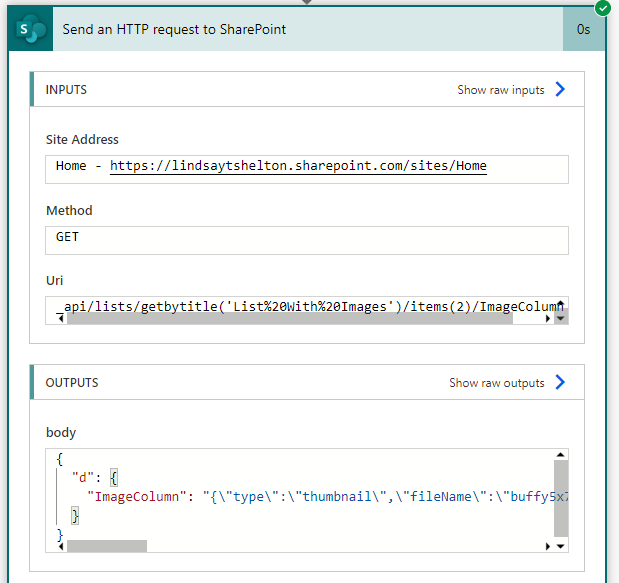 S
Send an HTTP request to SharePoint
0s
INPUTS
Show raw inputs
Site Address
Home - https://lindsaytshelton.sharepoint.com/sites/Home
Method
GET
Uri
_api/lists/getbytitle('List%20With%20Images')/items(2)/ImageColumn
OUTPUTS
Show raw outputs
body
{
"d": {
"ImageColumn": "{\"type\":\"thumbnail\",\"fileName\":\"buffy5x7
}
}